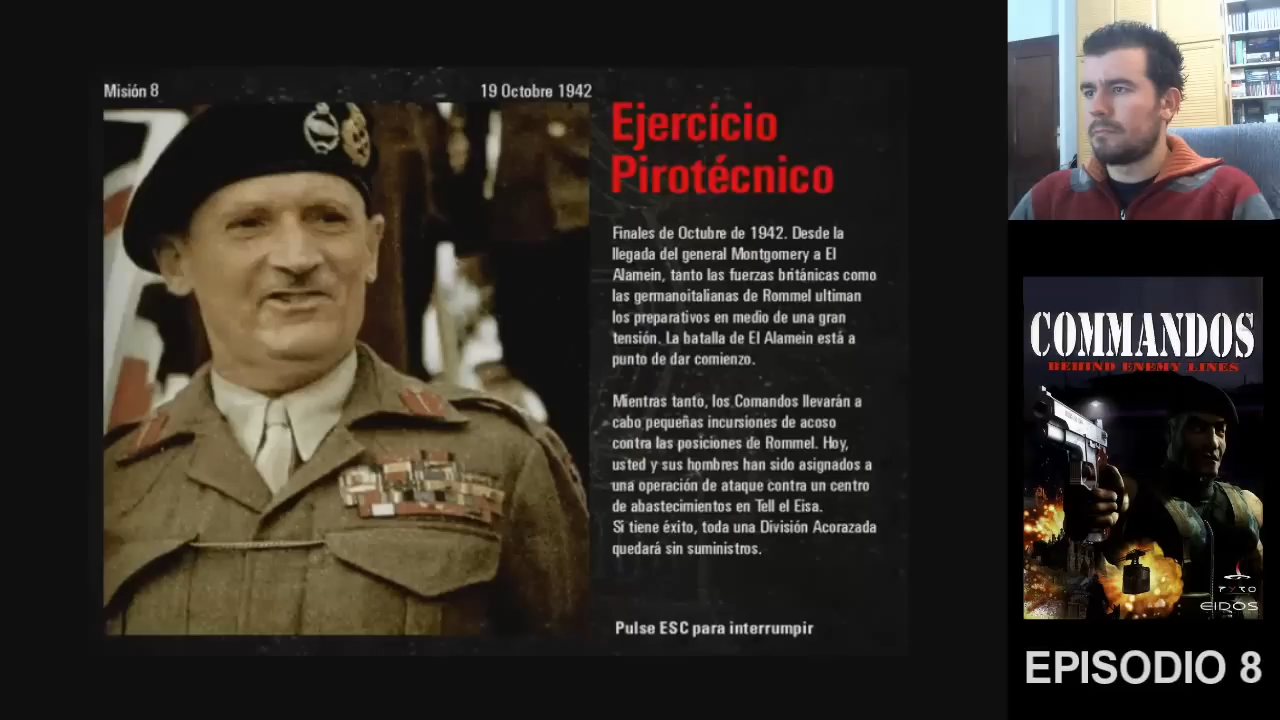 Misión 8
19 Octobre 1942
Ejercicio
Pirotécnico
Finales de Octubre de 1942. Desde la
llegada del general Montgomery a El
Alamein, tanto las fuerzas británicas como
las germanoitalianas de Rommel ultiman
los preparativos en medio de una gran
tensión. La batalla de El Alamein está a
punto de dar comienzo.
Mientras tanto, los Comandos llevarán a
cabo pequeñas incursiones de acoso
contra las posiciones de Rommel. Hoy,
usted y sus hombres han sido asignados a
una operación de ataque contra un centro
de abastecimientos en Tell el Eisa.
Si tiene éxito, toda una División Acorazada
quedará sin suministros.
Pulse ESC para interrumpir
COMMANDOS
BEHIND ENEMY LINES
PYRO
EIDOS
EPISODIO 8